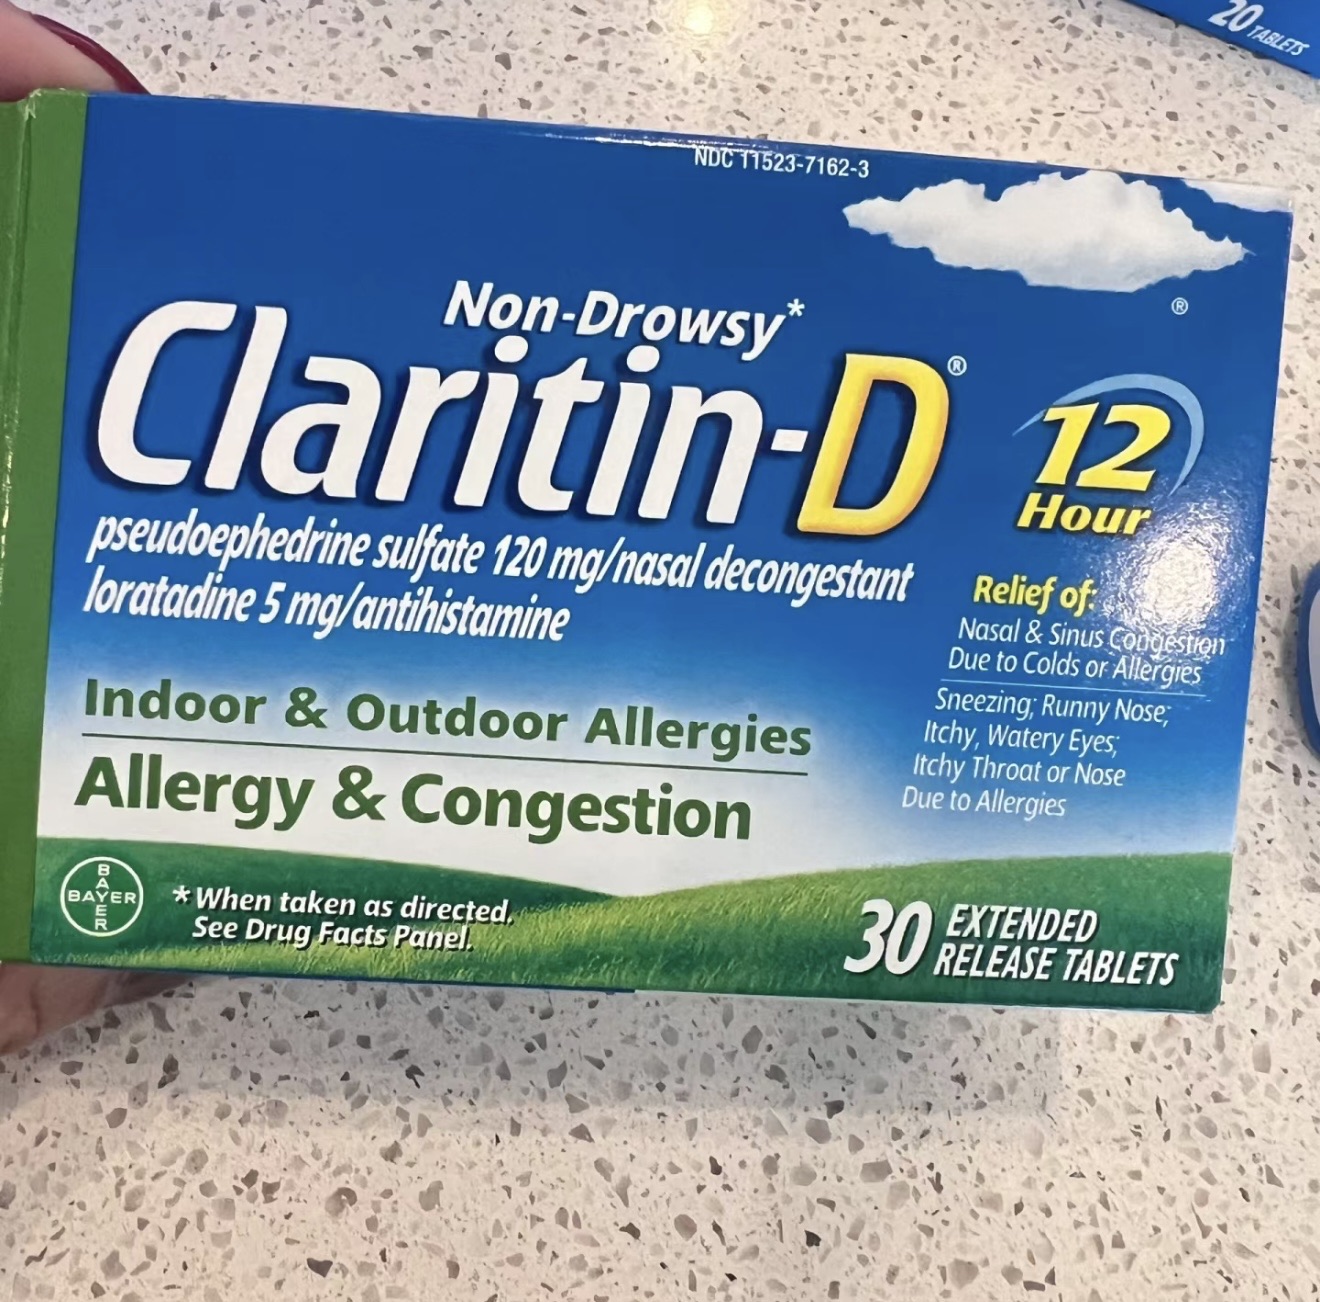 20 TABLETS
NDC 11523-7162-3
Non-Drowsy*
Claritin-D®
®
12
Hour
pseudoephedrine sulfate 120 mg/nasal decongestant
loratadine 5 mg/antihistamine
Relief of:
Nasal & Sinus Congestion
Due to Colds or Allergies
Sneezing; Runny Nose;
Itchy, Watery Eyes;
Itchy Throat or Nose
Due to Allergies
Indoor & Outdoor Allergies
Allergy & Congestion
BAYER
BAYER
*When taken as directed.
See Drug Facts Panel.
30 EXTENDED
RELEASE TABLETS